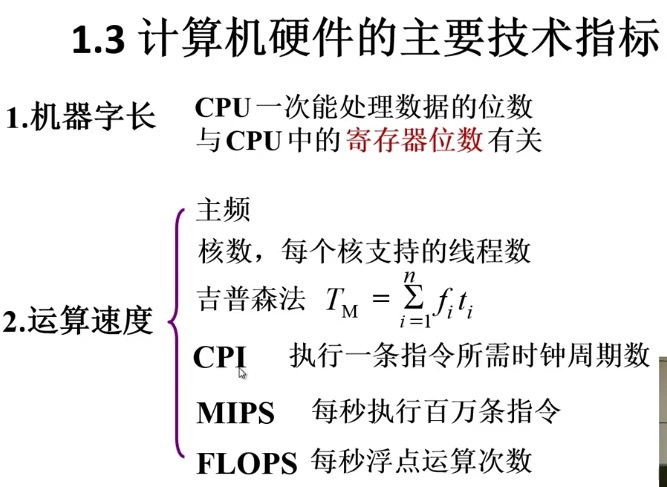 1.3 计算机硬件的主要技术指标
1.机器字长
CPU一次能处理数据的位数
与CPU中的寄存器位数有关
2.运算速度
主频
核数，每个核支持的线程数
吉普森法 T_M = Σ_{i=1}^{n} f_i t_i
CPI 执行一条指令所需时钟周期数
MIPS 每秒执行百万条指令
FLOPS 每秒浮点运算次数